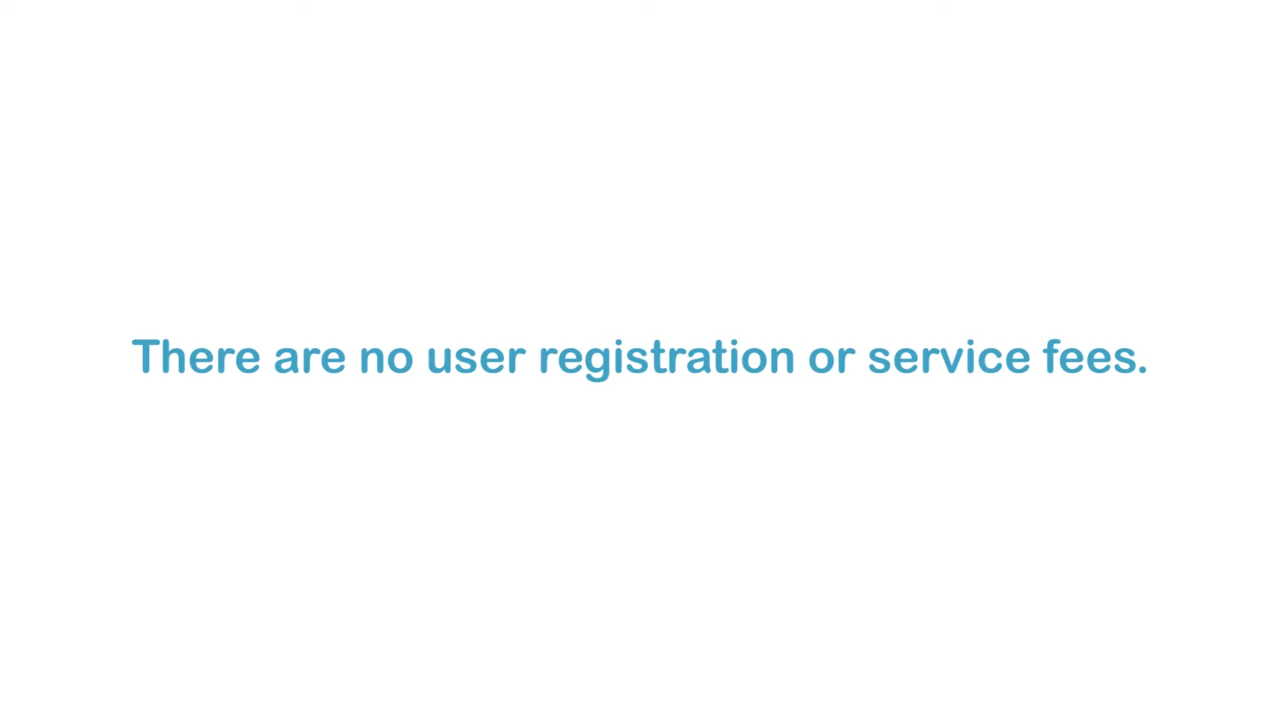 There are no user registration or service fees.